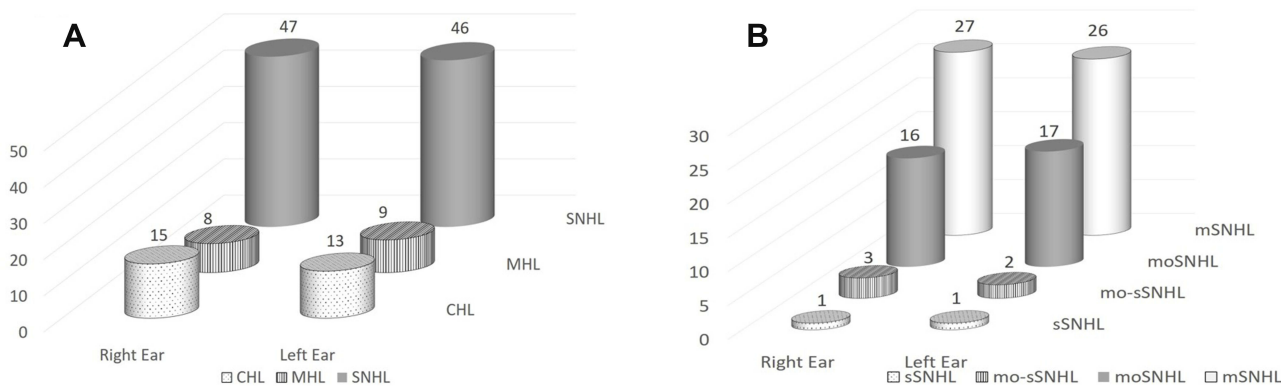 A
47
46
50
40
30
20
10
0
15
8
13
9
SNHL
MHL
CHL
Right Ear
Left Ear
CHL MHL SNHL
B
27
26
30
25
20
15
10
5
0
16
17
3
2
1
1
mSNHL
moSNHL
mo-sSNHL
sSNHL
Right Ear
Left Ear
sSNHL mo-sSNHL moSNHL mSNHL